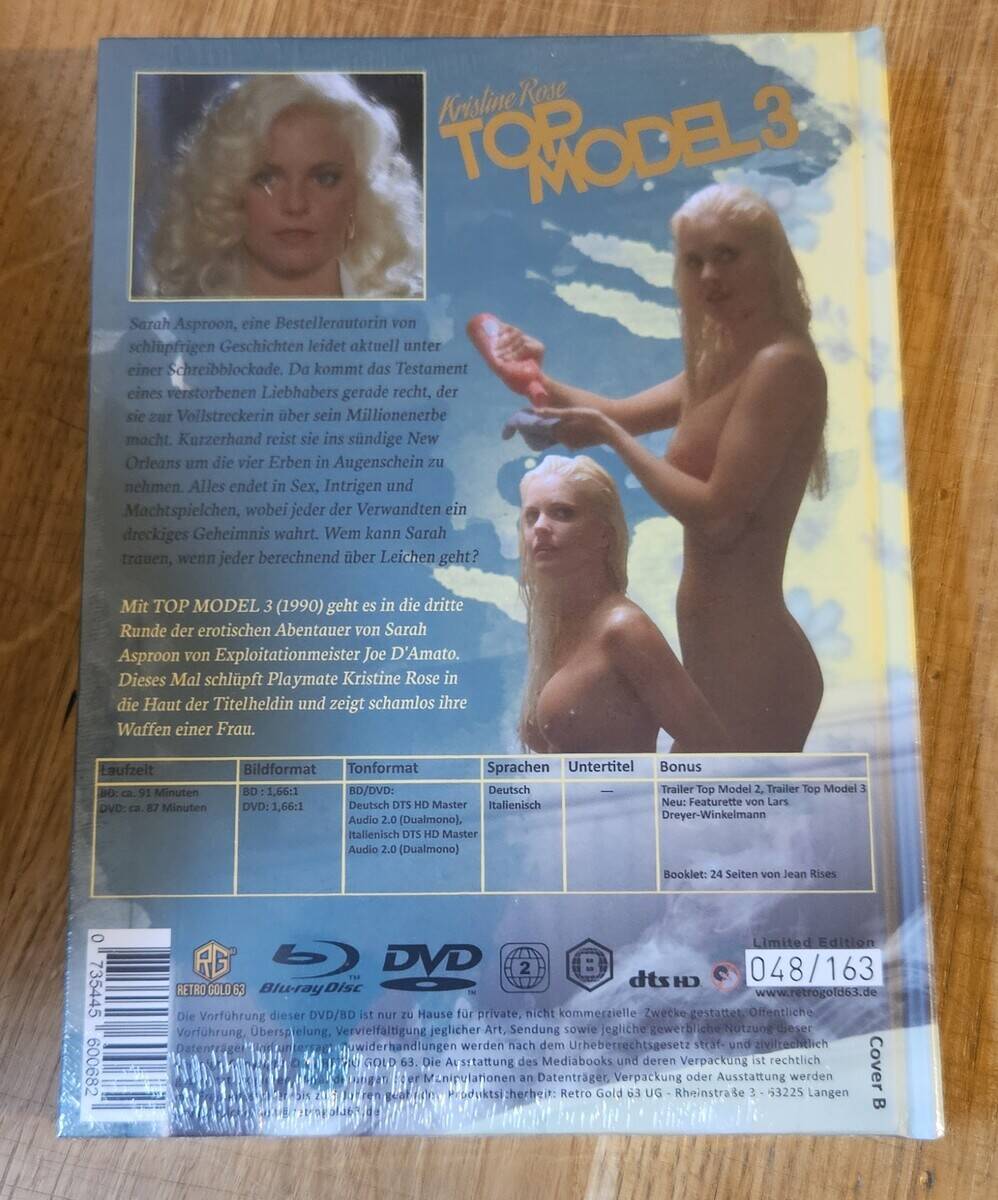 Kristine Rose
TOP
MODEL 3
Sarah Asproon, eine Bestellerautorin von
schlüpfrigen Geschichten leidet aktuell unter
einer Schreibblockade. Da kommt das Testament
eines verstorbenen Liebhabers gerade recht, der
sie zur Vollstreckerin über sein Millionenerbe
macht. Kurzerhand reist sie ins sündige New
Orleans um die vier Erben in Augenschein zu
nehmen. Alles endet in Sex, Intrigen und
Machtspielchen, wobei jeder der Verwandten ein
dreckiges Geheimnis wahrt. Wem kann Sarah
trauen, wenn jeder berechnend über Leichen geht?
Mit TOP MODEL 3 (1990) geht es in die dritte
Runde der erotischen Abenteuer von Sarah
Asproon von Exploitationmeister Joe D'Amato.
Dieses Mal schlüpft Playmate Kristine Rose in
die Haut der Titelheldin und zeigt schamlos ihre
Waffen einer Frau.
Laufzeit
BD: ca. 91 Minuten
DVD: ca. 87 Minuten
Bildformat
BD : 1,66:1
DVD: 1,66:1
Tonformat
BD/DVD:
Deutsch DTS HD Master
Audio 2.0 (Dualmono),
Italienisch DTS HD Master
Audio 2.0 (Dualmono)
Sprachen
Deutsch
Italienisch
Untertitel
—
Bonus
Trailer Top Model 2, Trailer Top Model 3
Neu: Featurette von Lars
Dreyer-Winkelmann
Booklet: 24 Seiten von Jean Rises
0 735445 600682
RG
RETRO GOLD 63
Blu-ray Disc™
DVD™
2
B
dts HD
Limited Edition
048/163
www.retrogold63.de
Die Vorführung dieser DVD/BD ist nur zu Hause für private, nicht kommerzielle Zwecke gestattet. Öffentliche
Vorführung, Überspielung, Vervielfältigung jeglicher Art, Sendung sowie jegliche gewerbliche Nutzung dieser
Datenträger sind untersagt. Zuwiderhandlungen werden nach dem Urheberrechtsgesetz straf- und zivilrechtlich
GOLD 63. Die Ausstattung des Mediabooks und deren Verpackung ist rechtlich
oder Manipulationen an Datenträger, Verpackung oder Ausstattung werden
Jahren Produktsicherheit: Retro Gold 63 UG - Rheinstraße 3 - 63225 Langen
retrogold63.de
Cover B